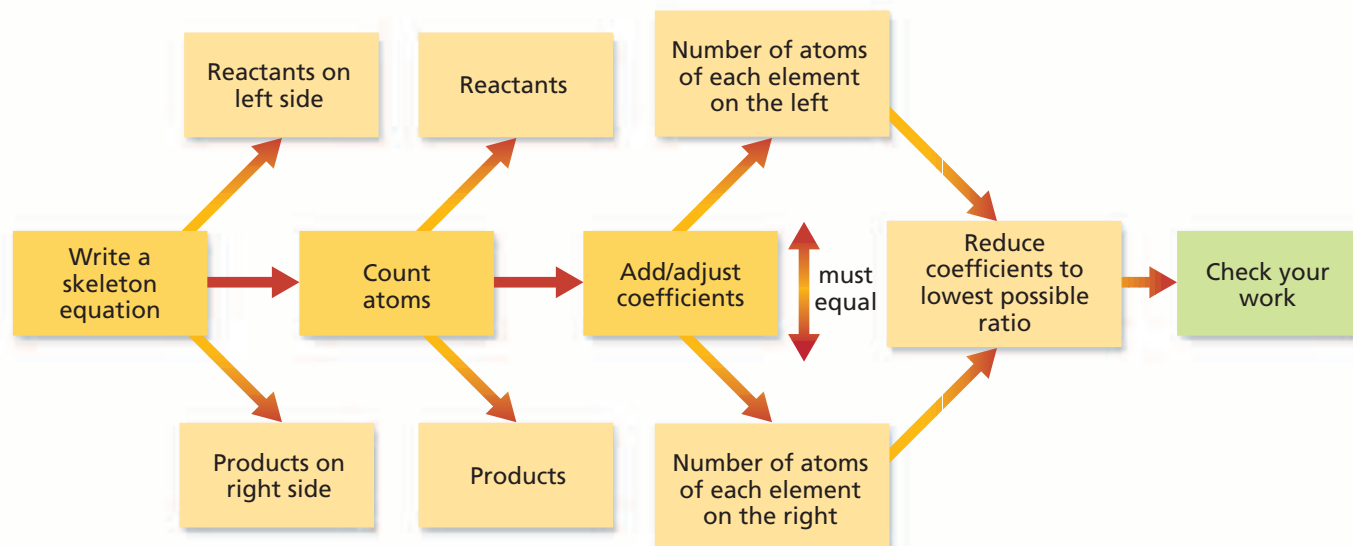 Reactants on
left side
Reactants
Number of atoms
of each element
on the left
Write a
skeleton
equation
Count
atoms
Add/adjust
coefficients
must
equal
Reduce
coefficients to
lowest possible
ratio
Check your
work
Products on
right side
Products
Number of atoms
of each element
on the right